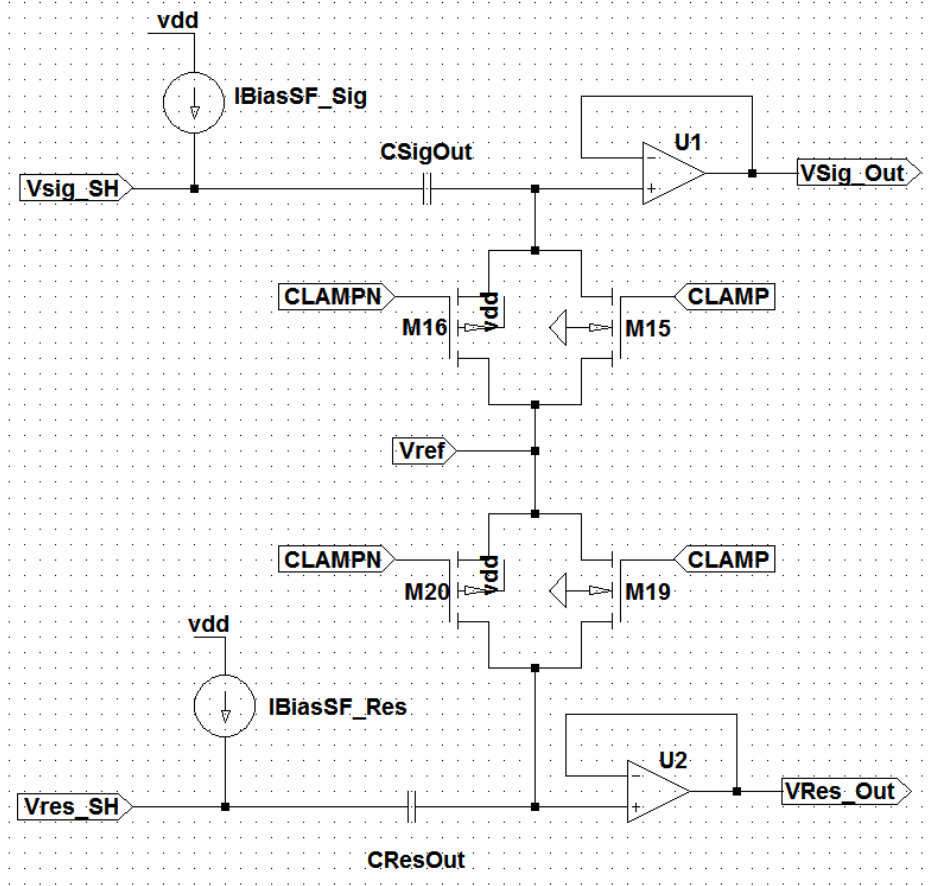 vdd
IBiasSF_Sig
CSigOut
U1
Vsig_SH
VSig_Out
CLAMPN
vdd
CLAMP
M16
M15
Vref
CLAMPN
vdd
CLAMP
M20
M19
vdd
IBiasSF_Res
U2
Vres_SH
VRes_Out
CResOut